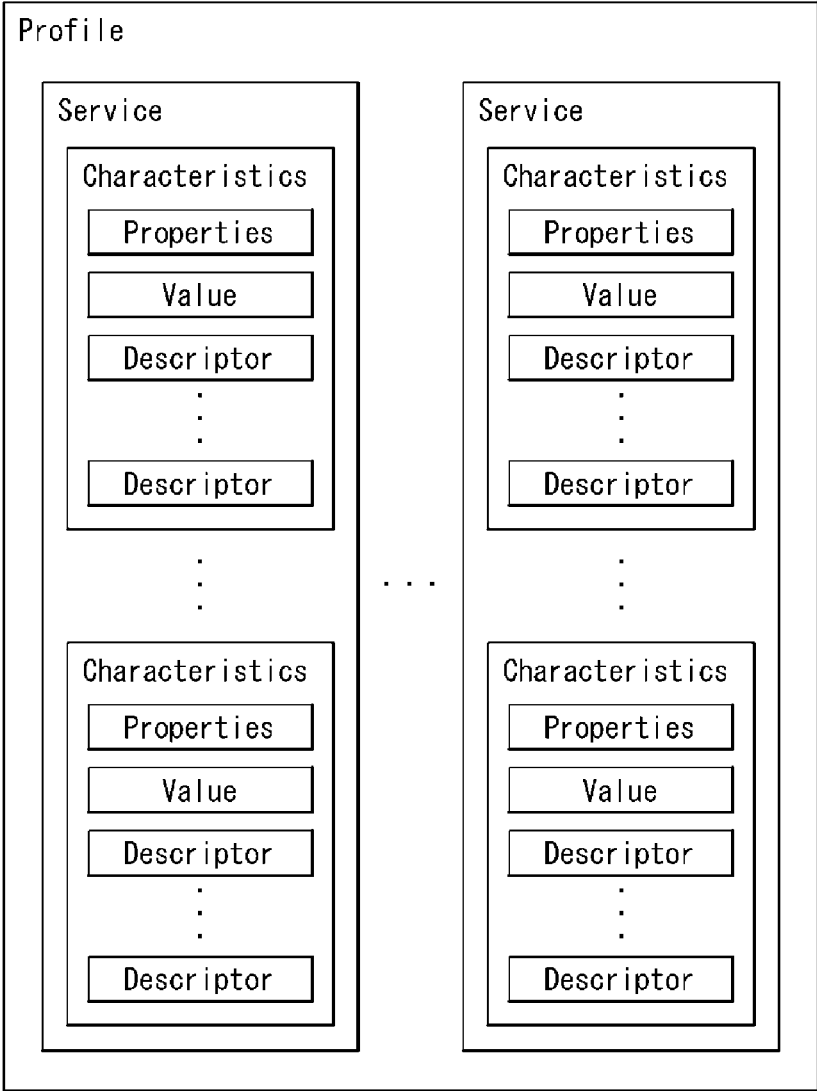 Profile
Service
Characteristics
Properties
Value
Descriptor
Descriptor
Characteristics
Properties
Value
Descriptor
Descriptor
Service
Characteristics
Properties
Value
Descriptor
Descriptor
Characteristics
Properties
Value
Descriptor
Descriptor